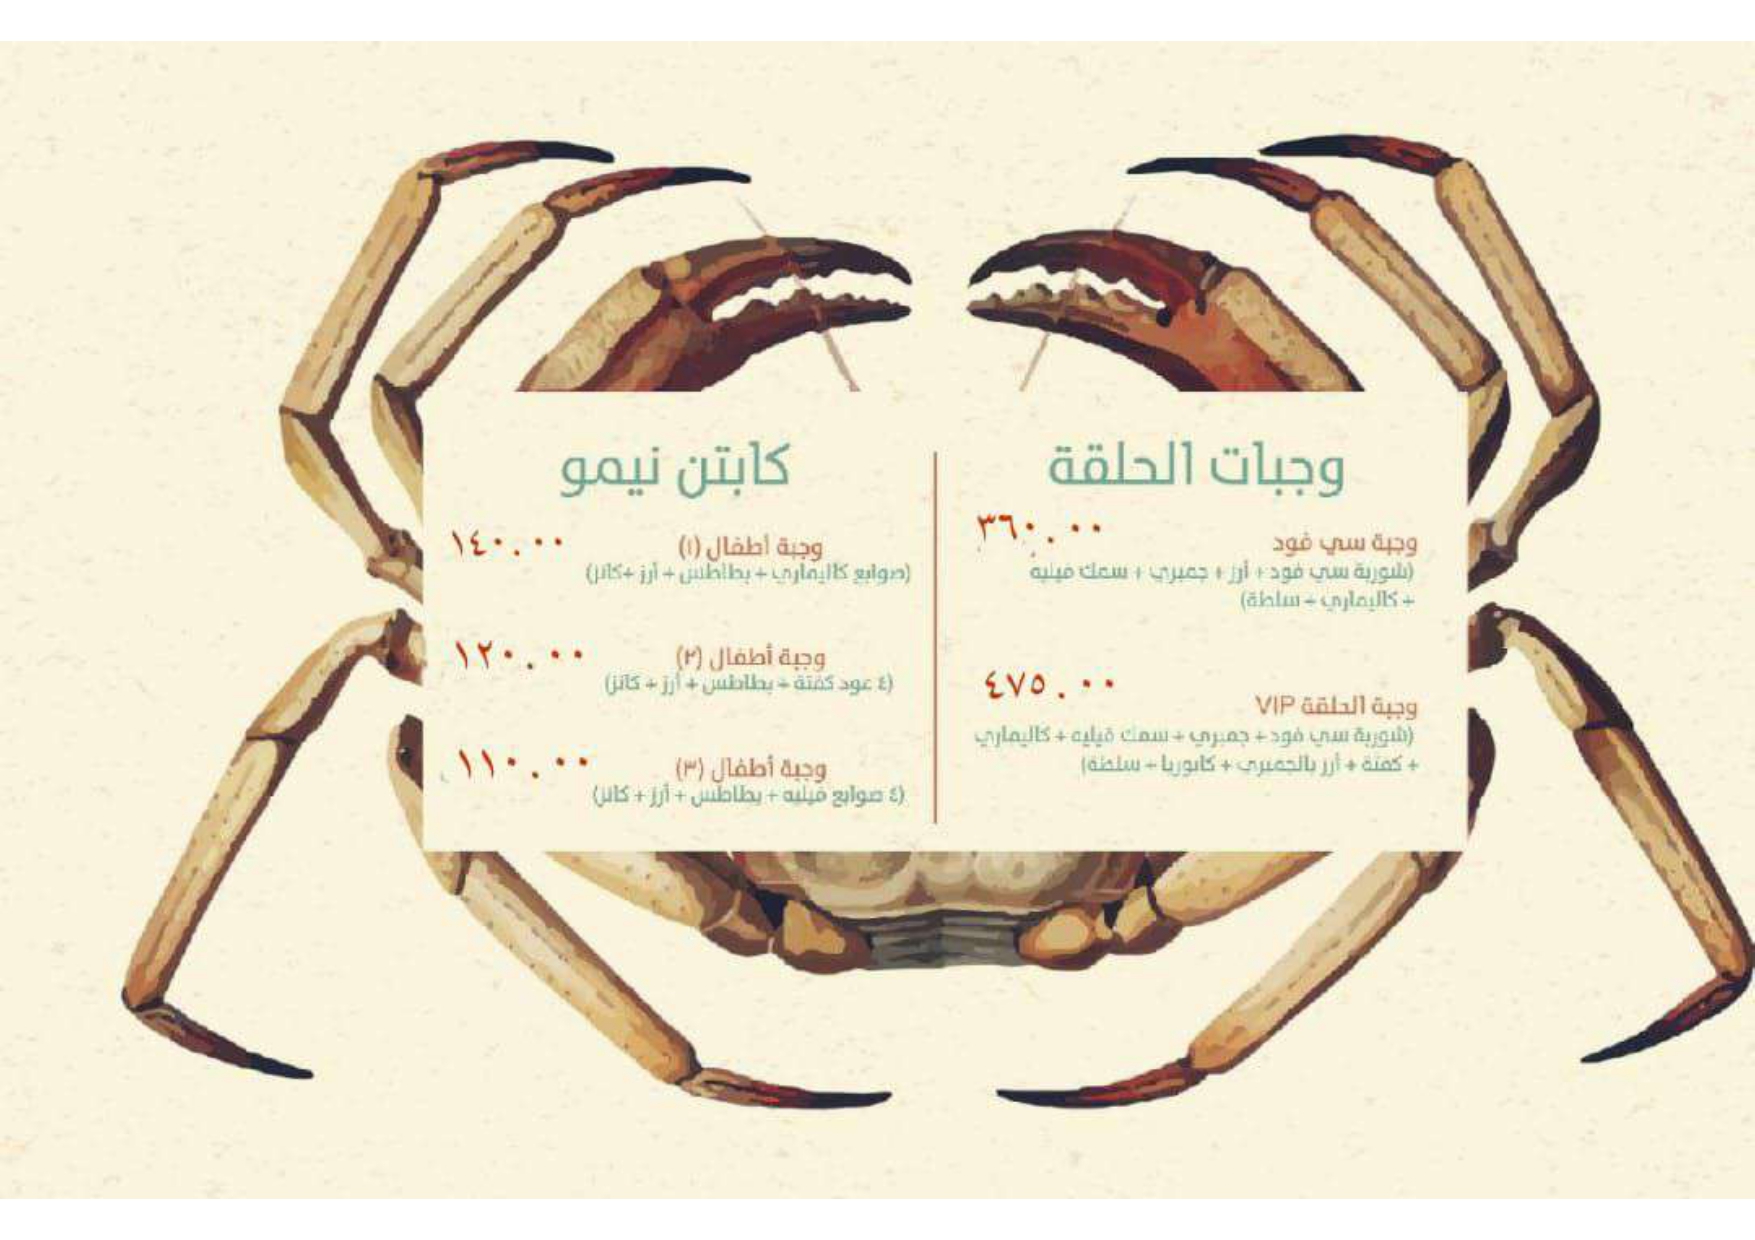 وجبات الحلقة
وجبة سي فود ٣٦٠.٠٠
(شوربة سي فود + أرز + جمبري + سمك فيليه
+ كاليماري + سلطة)
وجبة الحلقة VIP ٤٧٥.٠٠
(شوربة سي فود + جمبري + سمك فيليه + كاليماري
+ كفتة + أرز بالجمبري + كابوريا + سلطة)
كابتن نيمو
وجبة أطفال (١) ١٤٠.٠٠
(صوابع كاليماري + بطاطس + أرز +كانز)
وجبة أطفال (٢) ١٢٠.٠٠
(٤ عود كفتة + بطاطس + أرز + كانز)
وجبة أطفال (٣) ١١٠.٠٠
(٤ صوابع فيليه + بطاطس + أرز + كانز)